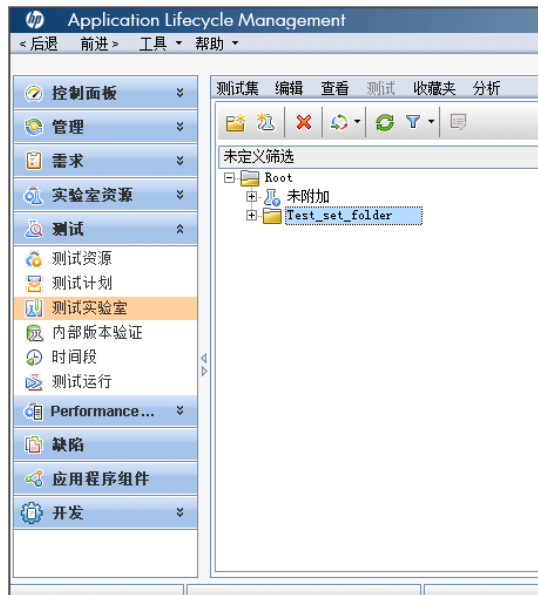 hp Application Lifecycle Management
<后退 前进> 工具 帮助
控制面板
管理
需求
实验室资源
测试
测试资源
测试计划
测试实验室
内部版本验证
时间段
测试运行
Performance...
缺陷
应用程序组件
开发
测试集 编辑 查看 测试 收藏夹 分析
未定义筛选
Root
未附加
Test_set_folder